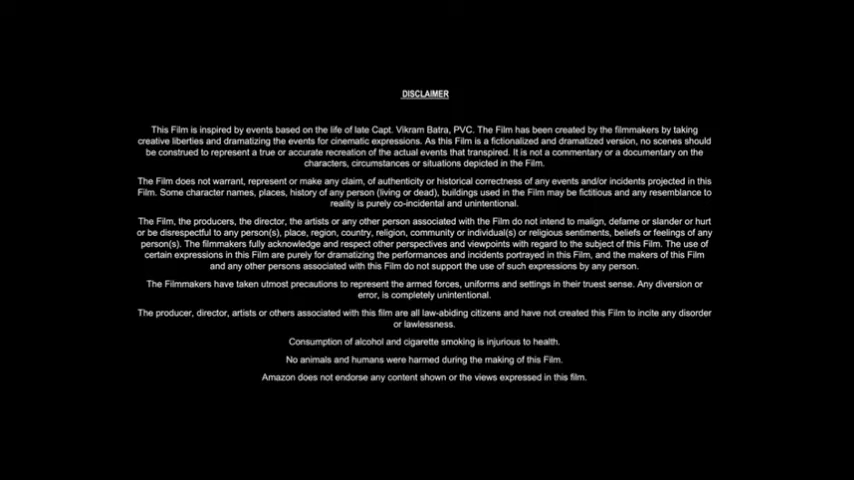 DISCLAIMER
This Film is inspired by events based on the life of late Capt. Vikram Batra, PVC. The Film has been created by the filmmakers by taking
creative liberties and dramatizing the events for cinematic expressions. As this Film is a fictionalized and dramatized version, no scenes should
be construed to represent a true or accurate recreation of the actual events that transpired. It is not a commentary or a documentary on the
characters, circumstances or situations depicted in the Film.
The Film does not warrant, represent or make any claim, of authenticity or historical correctness of any events and/or incidents projected in this
Film. Some character names, places, history of any person (living or dead), buildings used in the Film may be fictitious and any resemblance to
reality is purely co-incidental and unintentional.
The Film, the producers, the director, the artists or any other person associated with the Film do not intend to malign, defame or slander or hurt
or be disrespectful to any person(s), place, region, country, religion, community or individual(s) or religious sentiments, beliefs or feelings of any
person(s). The filmmakers fully acknowledge and respect other perspectives and viewpoints with regard to the subject of this Film. The use of
certain expressions in this Film are purely for dramatizing the performances and incidents portrayed in this Film, and the makers of this Film
and any other persons associated with this Film do not support the use of such expressions by any person.
The Filmmakers have taken utmost precautions to represent the armed forces, uniforms and settings in their truest sense. Any diversion or
error, is completely unintentional.
The producer, director, artists or others associated with this film are all law-abiding citizens and have not created this Film to incite any disorder
or lawlessness.
Consumption of alcohol and cigarette smoking is injurious to health.
No animals and humans were harmed during the making of this Film.
Amazon does not endorse any content shown or the views expressed in this film.